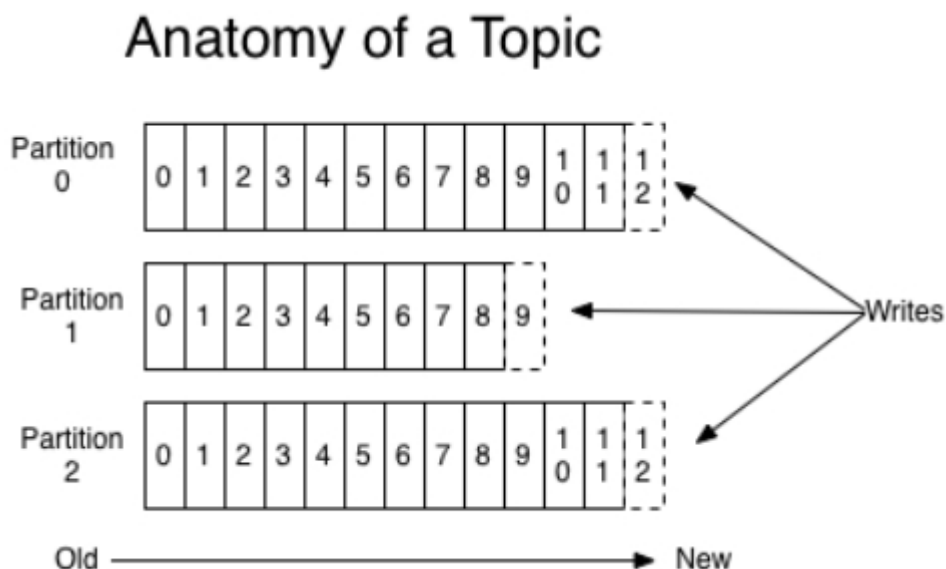 Anatomy of a Topic
Partition
0
0 1 2 3 4 5 6 7 8 9 10 11 12
Partition
1
0 1 2 3 4 5 6 7 8 9
Writes
Partition
2
0 1 2 3 4 5 6 7 8 9 10 11 12
Old New